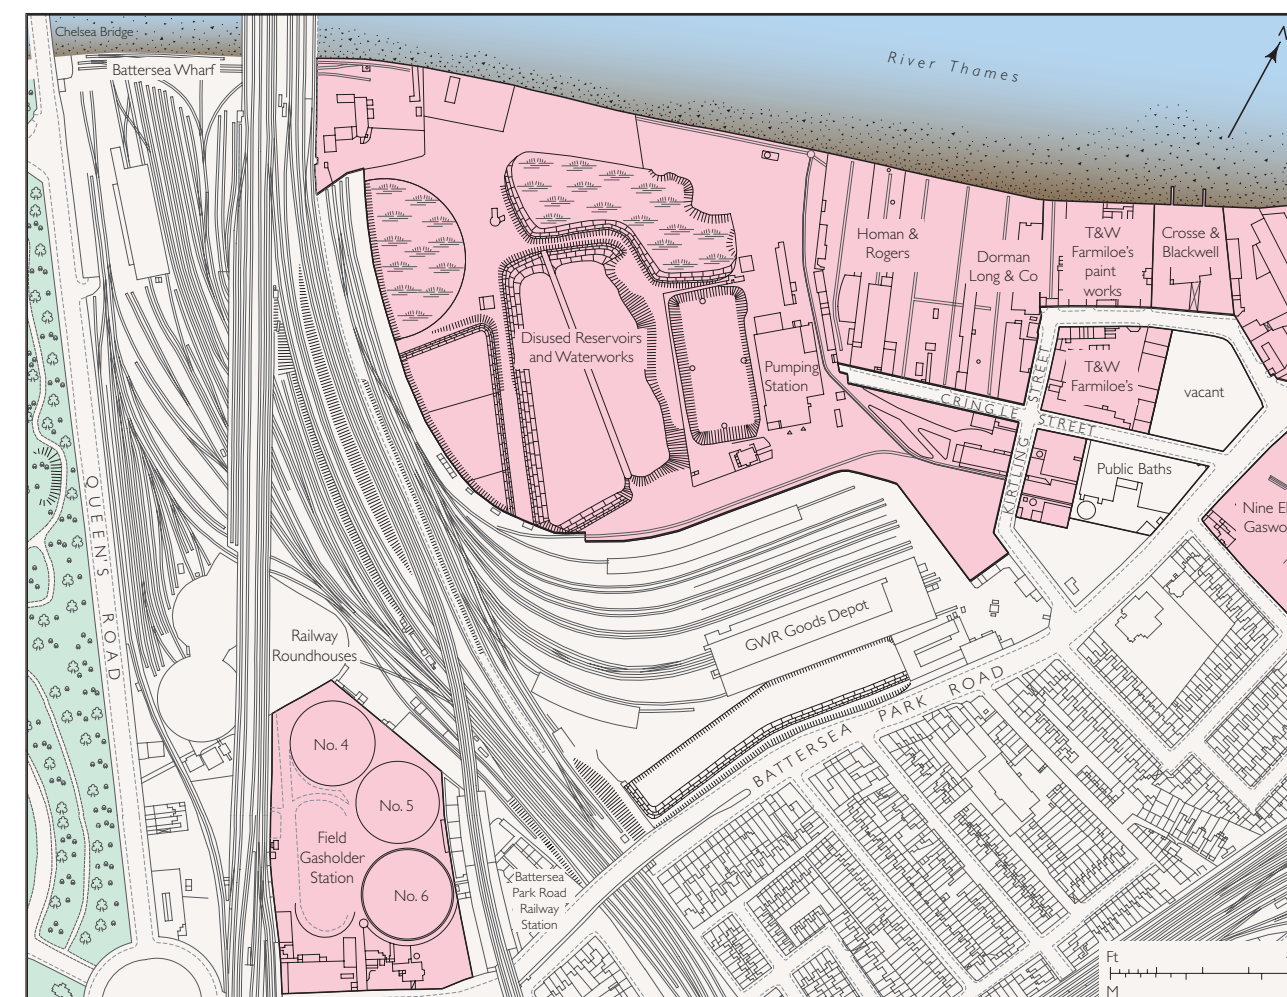 Chelsea Bridge
Battersea Wharf
River Thames
N
Homan &
Rogers
Dorman
Long & Co
T&W
Farmiloe's
paint
works
Crosse &
Blackwell
Disused Reservoirs
and Waterworks
Pumping
Station
T&W
Farmiloe's
vacant
CRINGLE STREET
KIRTLING STREET
Public Baths
Nine El
Gaswo
QUEEN'S ROAD
Railway
Roundhouses
GWR Goods Depot
BATTERSEA PARK ROAD
No. 4
No. 5
Field
Gasholder
Station
No. 6
Battersea
Park Road
Railway
Station
Ft
M